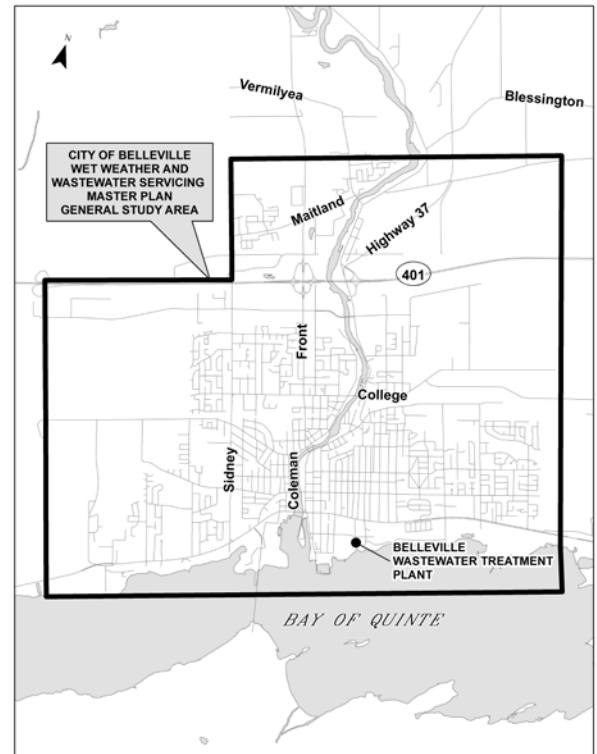 N
Vermilyea
Blessington
CITY OF BELLEVILLE
WET WEATHER AND
WASTEWATER SERVICING
MASTER PLAN
GENERAL STUDY AREA
Maitland
Highway 37
401
Front
College
Sidney
Coleman
BELLEVILLE
WASTEWATER TREATMENT
PLANT
BAY OF QUINTE